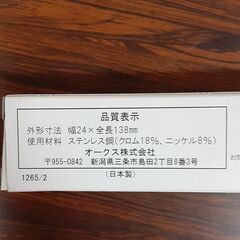 品質表示
外形寸法 幅24×全長138mm
使用材料 ステンレス鋼(クロム18%、ニッケル8%)
オークス株式会社
〒955-0842 新潟県三条市島田2丁目8番3号
(日本製)
1265/2
お問